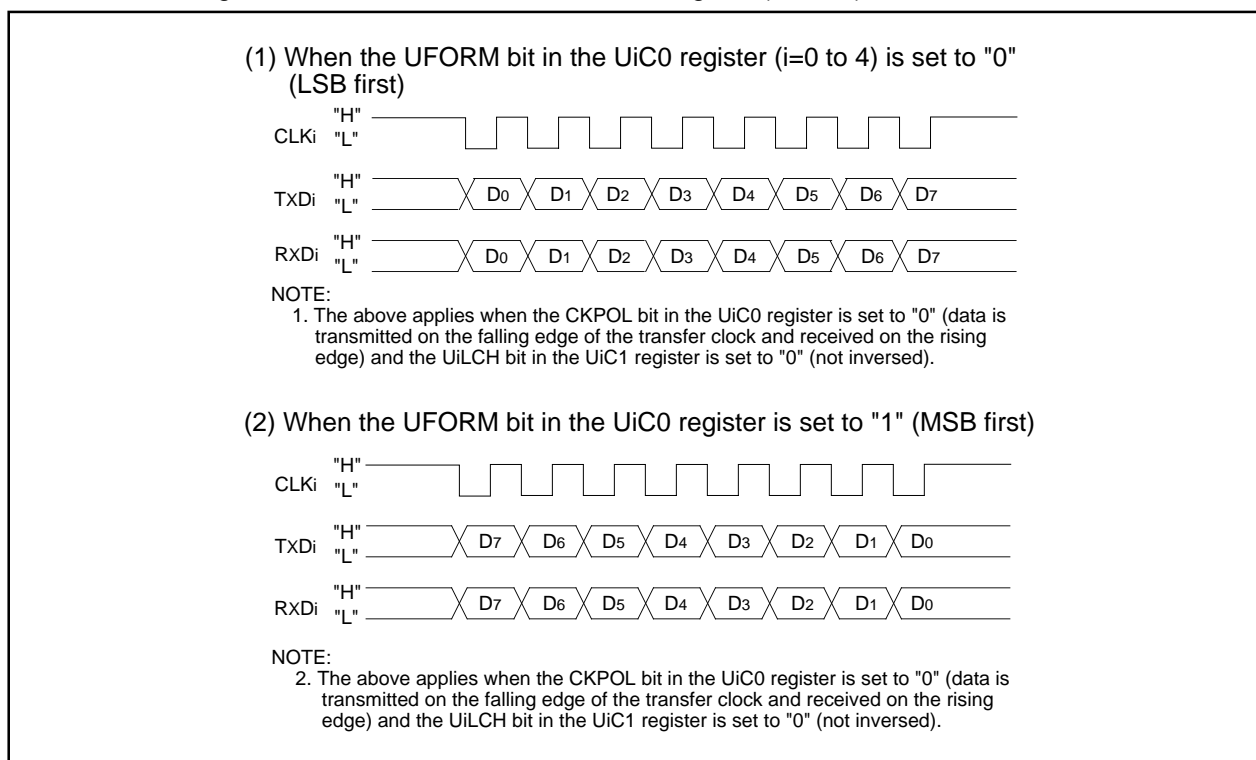 (1) When the UFORM bit in the UiC0 register (i=0 to 4) is set to "0"
(LSB first)
"H"
CLKi "L"
"H"
TXDi "L" D0 D1 D2 D3 D4 D5 D6 D7
"H"
RXDi "L" D0 D1 D2 D3 D4 D5 D6 D7
NOTE:
1. The above applies when the CKPOL bit in the UiC0 register is set to "0" (data is
transmitted on the falling edge of the transfer clock and received on the rising
edge) and the UiLCH bit in the UiC1 register is set to "0" (not inversed).
(2) When the UFORM bit in the UiC0 register is set to "1" (MSB first)
"H"
CLKi "L"
"H"
TXDi "L" D7 D6 D5 D4 D3 D2 D1 D0
"H"
RXDi "L" D7 D6 D5 D4 D3 D2 D1 D0
NOTE:
2. The above applies when the CKPOL bit in the UiC0 register is set to "0" (data is
transmitted on the falling edge of the transfer clock and received on the rising
edge) and the UiLCH bit in the UiC1 register is set to "0" (not inversed).